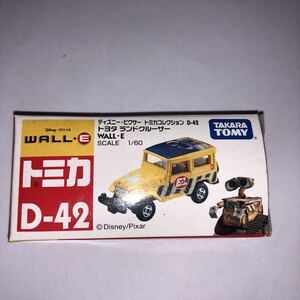 Disney·PIXAR
WALL·E
トミカ
D-42
ディズニー・ピクサー トミカコレクション D-42
トヨタ ランドクルーザー
WALL·E
SCALE 1/60
TAKARA
TOMY
©Disney/Pixar